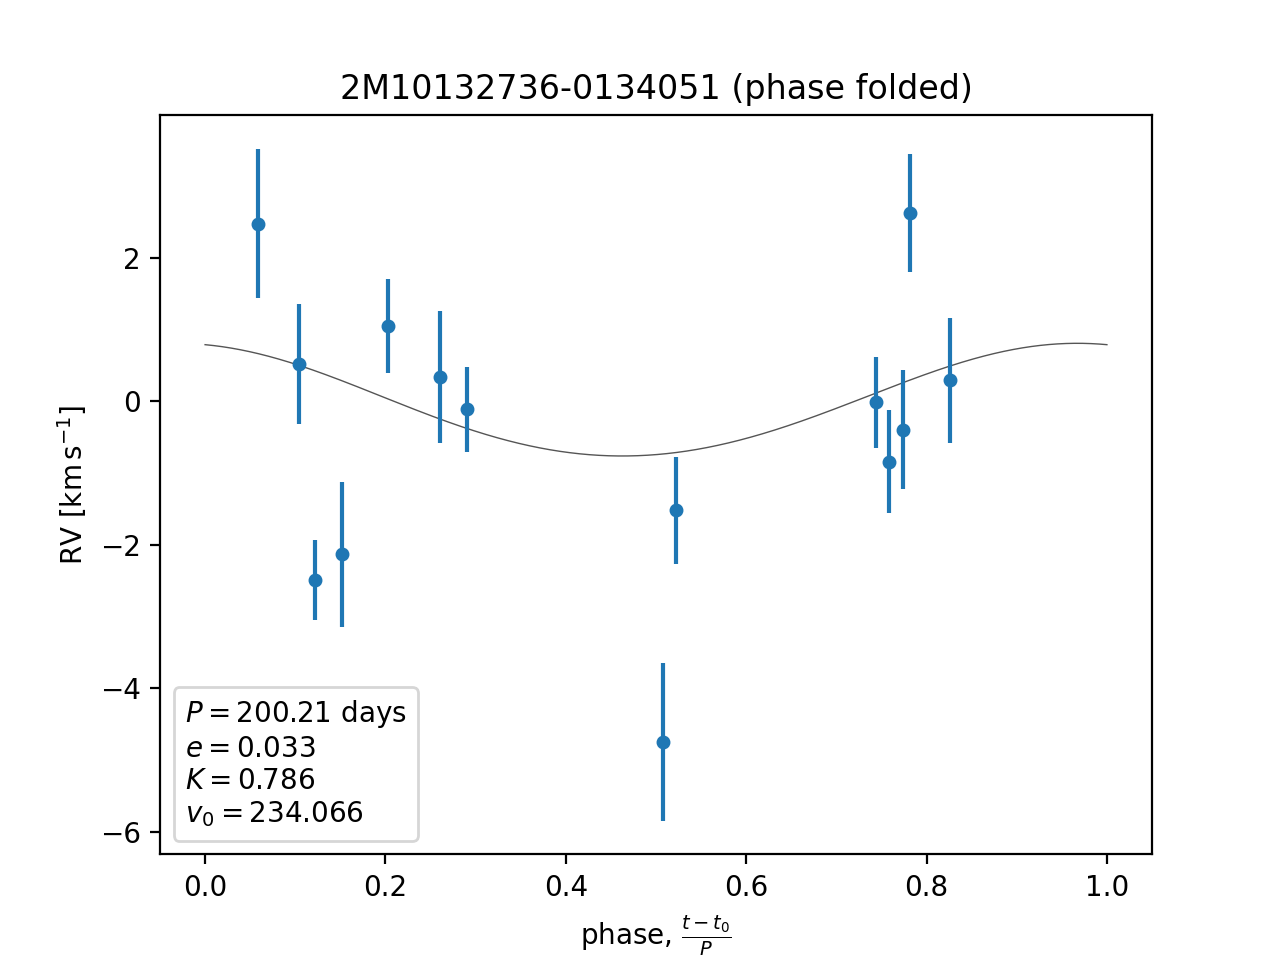 2M10132736-0134051 (phase folded)
RV [km s⁻¹]
2
0
−2
−4
−6
P = 200.21 days
e = 0.033
K = 0.786
v₀ = 234.066
0.0 0.2 0.4 0.6 0.8 1.0
phase, (t − t₀)/P